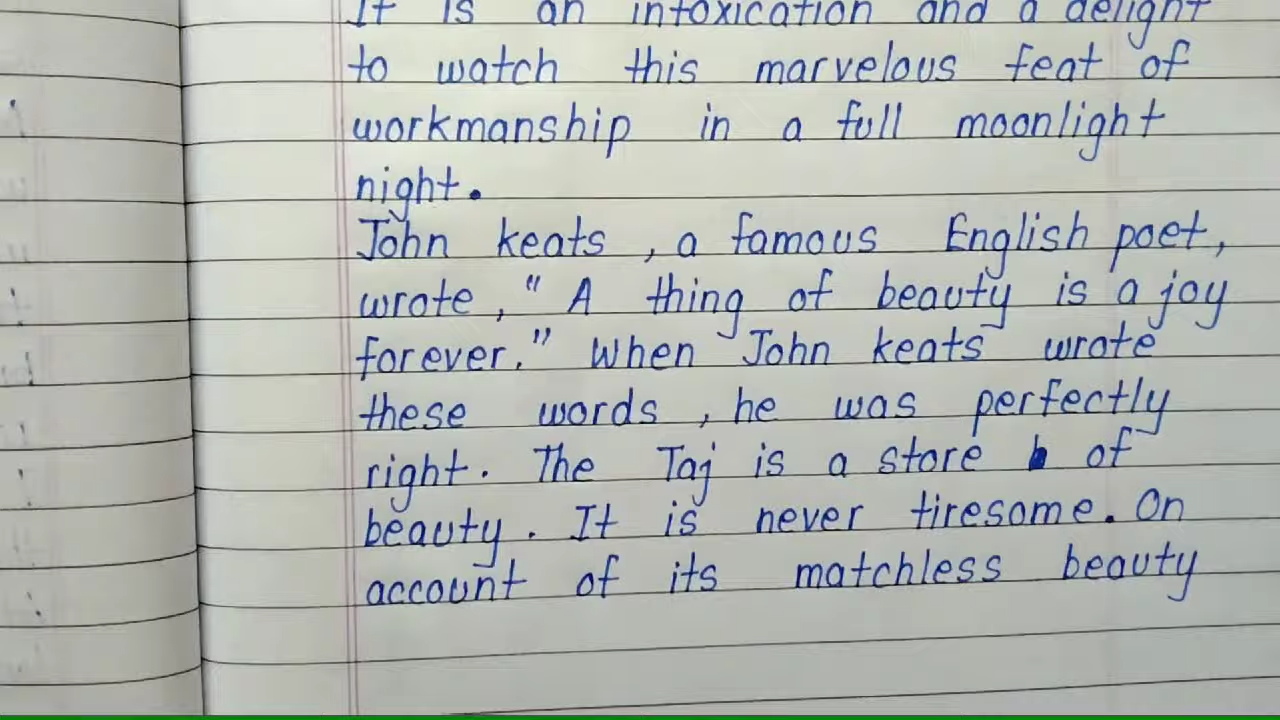 It is an intoxication and a delight
to watch this marvelous feat of
workmanship in a full moonlight
night.
John keats, a famous English poet,
wrote, "A thing of beauty is a joy
forever." When John keats wrote
these words, he was perfectly
right. The Taj is a store of
beauty. It is never tiresome. On
account of its matchless beauty